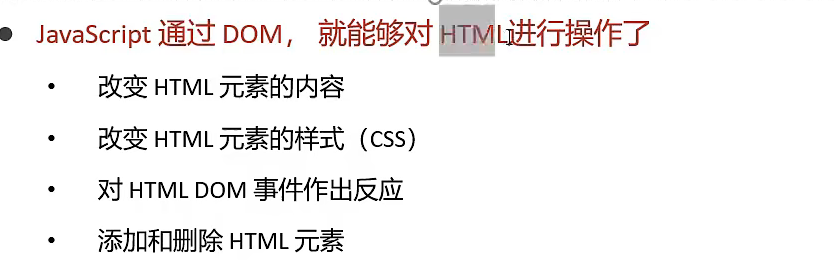 ● JavaScript 通过 DOM， 就能够对 HTML进行操作了
• 改变 HTML 元素的内容
• 改变 HTML 元素的样式（CSS）
• 对 HTML DOM 事件作出反应
• 添加和删除 HTML 元素